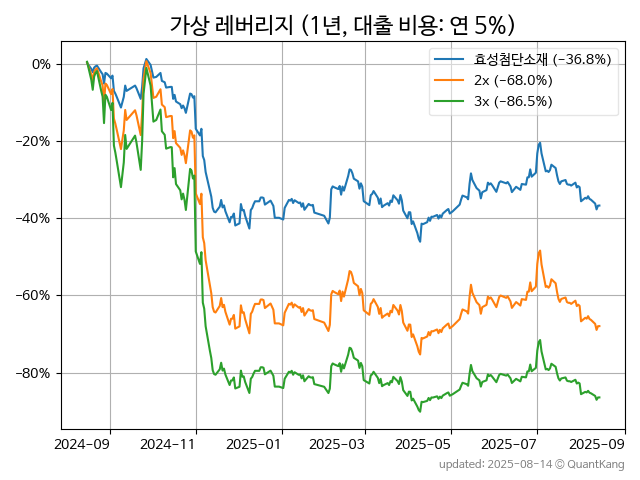 가상 레버리지 (1년, 대출 비용: 연 5%)
효성첨단소재 (−36.8%)
2x (−68.0%)
3x (−86.5%)
0%
−20%
−40%
−60%
−80%
2024-09 2024-11 2025-01 2025-03 2025-05 2025-07 2025-09
updated: 2025-08-14 © QuantKang